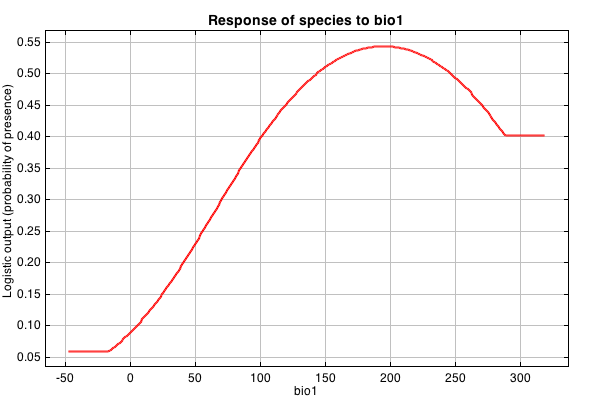 Response of species to bio1
Logistic output (probability of presence)
0.55
0.50
0.45
0.40
0.35
0.30
0.25
0.20
0.15
0.10
0.05
-50 0 50 100 150 200 250 300
bio1